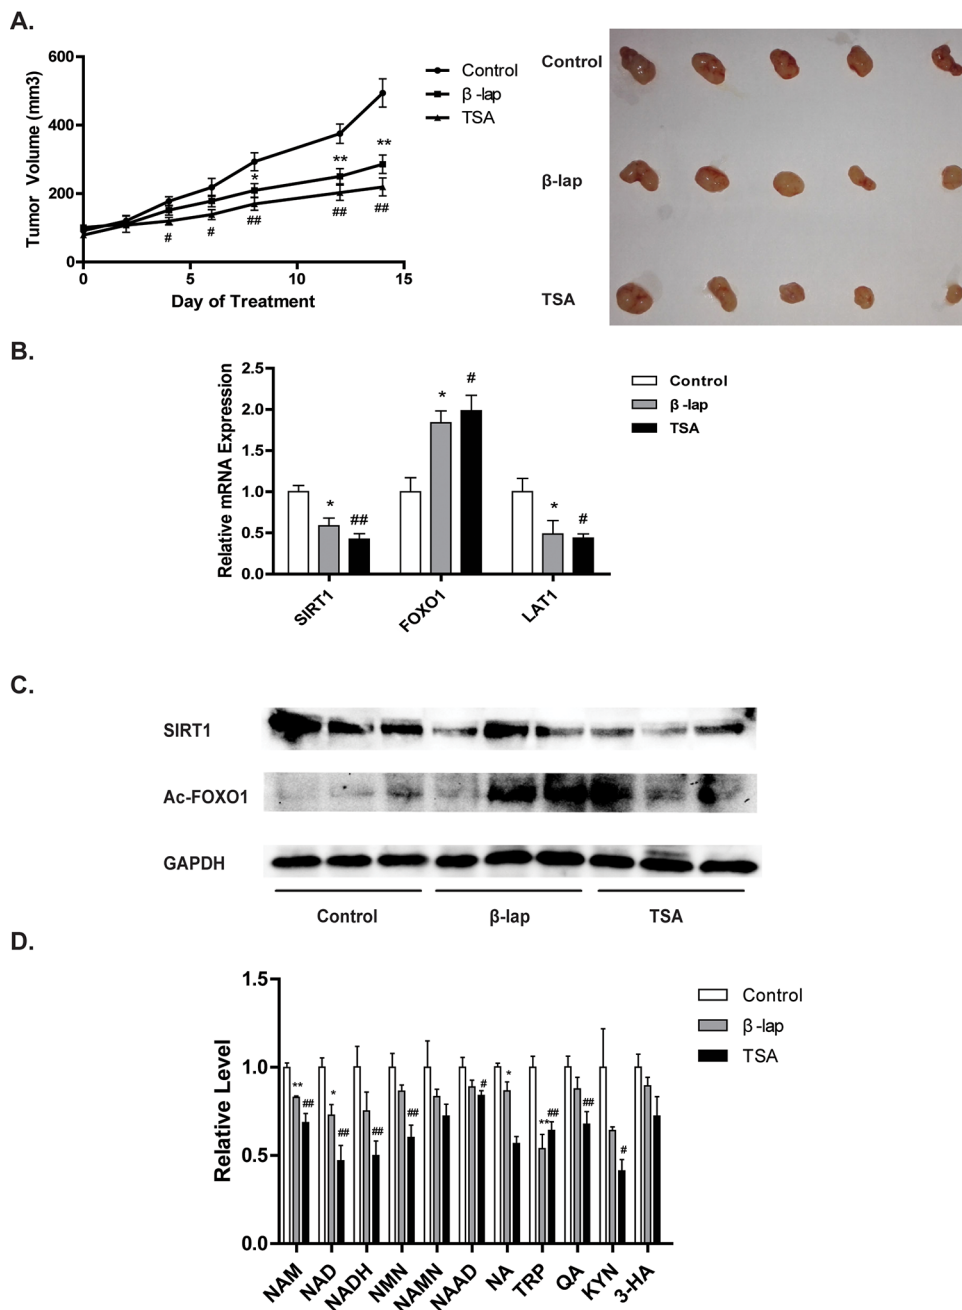 A.
600
400
200
0
0
5
10
15
Tumor Volume (mm3)
Day of Treatment
Control
β -lap
TSA
*
**
**
#
#
##
##
##
Control
β-lap
TSA
B.
2.5
2.0
1.5
1.0
0.5
0.0
Relative mRNA Expression
*
##
*
#
*
#
SIRT1
FOXO1
LAT1
Control
β -lap
TSA
C.
SIRT1
Ac-FOXO1
GAPDH
Control
β-lap
TSA
D.
1.5
1.0
0.5
0.0
Relative Level
**
##
*
##
##
##
#
*
**
##
##
#
NAM
NAD
NADH
NMN
NAMN
NAAD
NA
TRP
QA
KYN
3-HA
Control
β -lap
TSA